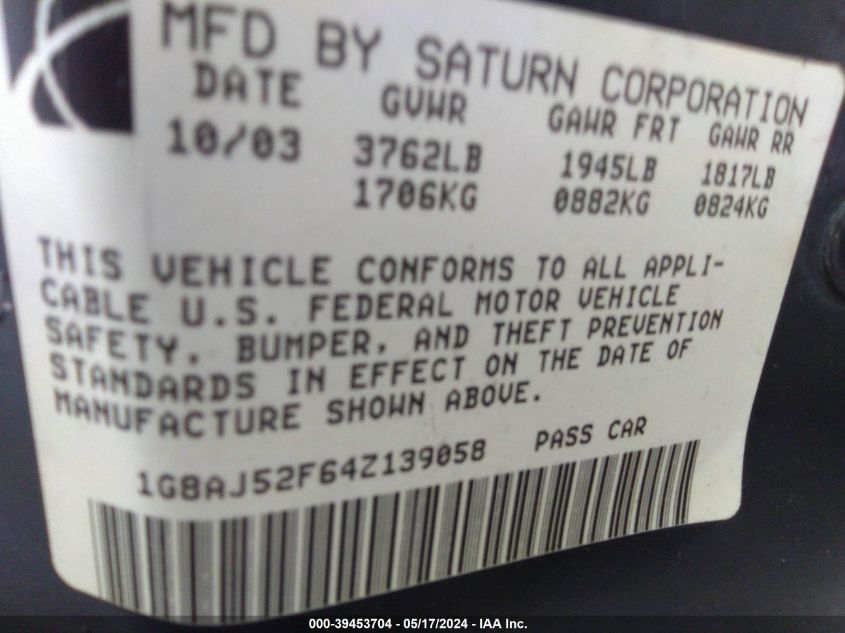 MFD BY SATURN CORPORATION
DATE GVWR GAWR FRT GAWR RR
10/03 3762LB 1945LB 1817LB
1706KG 0882KG 0824KG
THIS VEHICLE CONFORMS TO ALL APPLI-
CABLE U.S. FEDERAL MOTOR VEHICLE
SAFETY, BUMPER, AND THEFT PREVENTION
STANDARDS IN EFFECT ON THE DATE OF
MANUFACTURE SHOWN ABOVE.
1G8AJ52F64Z139058 PASS CAR
000-39453704 - 05/17/2024 - IAA Inc.